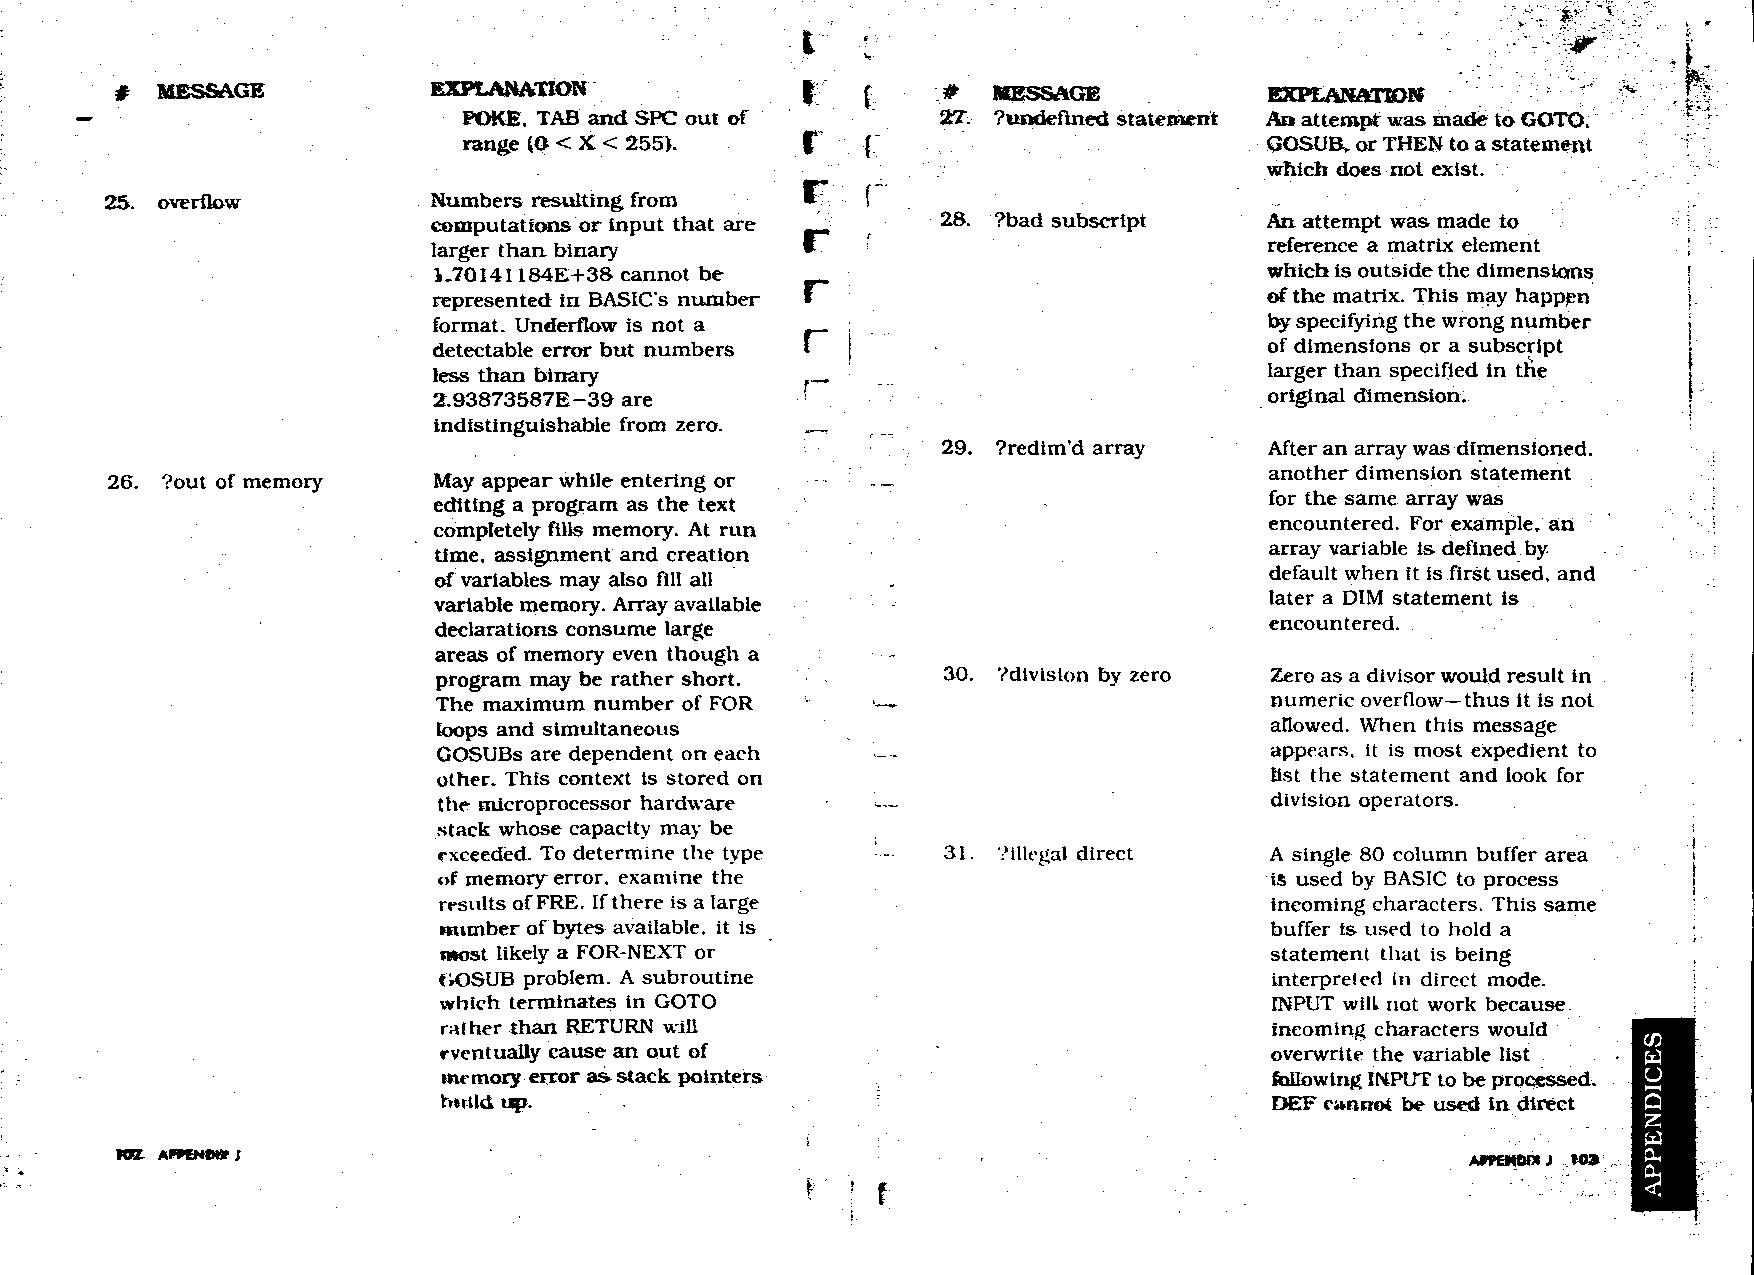 # MESSAGE EXPLANATION
POKE, TAB and SPC out of
range (0 < X < 255).
25. overflow Numbers resulting from
computations or input that are
larger than binary
1.70141184E+38 cannot be
represented in BASIC's number
format. Underflow is not a
detectable error but numbers
less than binary
2.93873587E-39 are
indistinguishable from zero.
26. ?out of memory May appear while entering or
editing a program as the text
completely fills memory. At run
time, assignment and creation
of variables may also fill all
variable memory. Array available
declarations consume large
areas of memory even though a
program may be rather short.
The maximum number of FOR
loops and simultaneous
GOSUBs are dependent on each
other. This context is stored on
the microprocessor hardware
stack whose capacity may be
exceeded. To determine the type
of memory error, examine the
results of FRE. If there is a large
number of bytes available, it is
most likely a FOR-NEXT or
GOSUB problem. A subroutine
which terminates in GOTO
rather than RETURN will
eventually cause an out of
memory error as stack pointers
build up.
102 APPENDIX J
# MESSAGE EXPLANATION
27. ?undefined statement An attempt was made to GOTO,
GOSUB, or THEN to a statement
which does not exist.
28. ?bad subscript An attempt was made to
reference a matrix element
which is outside the dimensions
of the matrix. This may happen
by specifying the wrong number
of dimensions or a subscript
larger than specified in the
original dimension.
29. ?redim'd array After an array was dimensioned,
another dimension statement
for the same array was
encountered. For example, an
array variable is defined by
default when it is first used, and
later a DIM statement is
encountered.
30. ?division by zero Zero as a divisor would result in
numeric overflow—thus it is not
allowed. When this message
appears, it is most expedient to
list the statement and look for
division operators.
31. ?illegal direct A single 80 column buffer area
is used by BASIC to process
incoming characters. This same
buffer is used to hold a
statement that is being
interpreted in direct mode.
INPUT will not work because
incoming characters would
overwrite the variable list
following INPUT to be processed.
DEF cannot be used in direct
APPENDIX J 103
APPENDICES